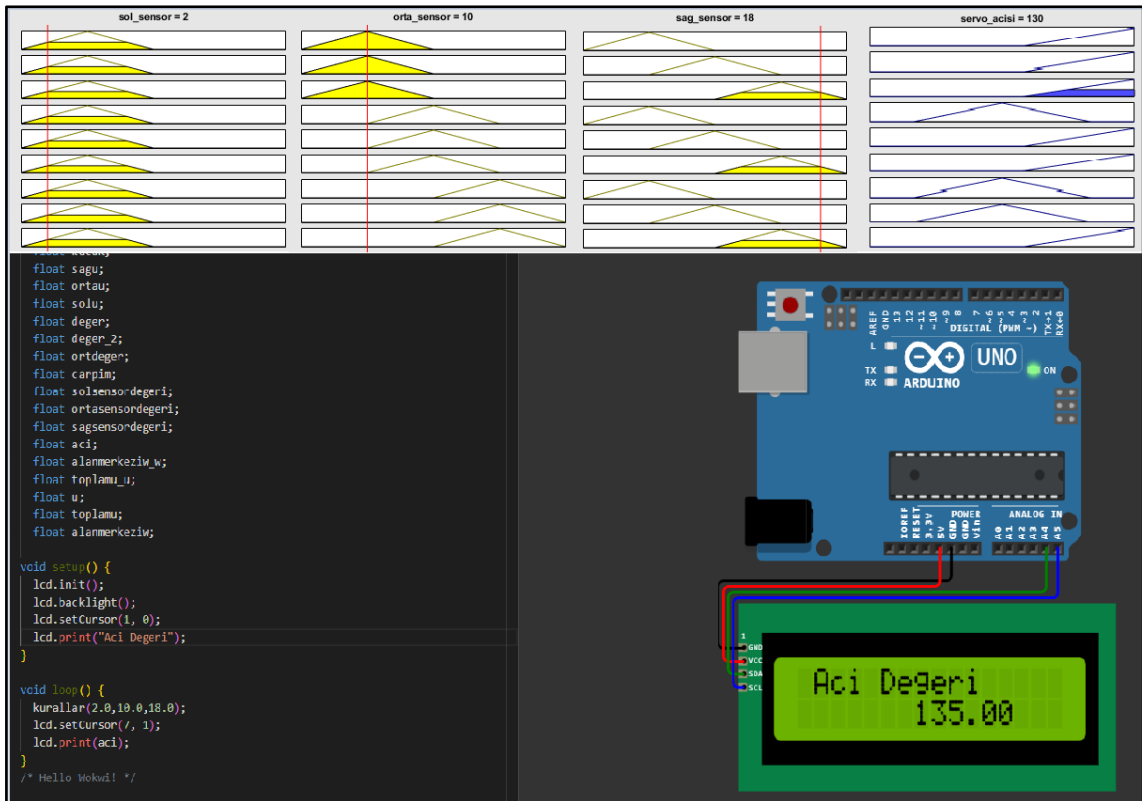 sol_sensor = 2
orta_sensor = 10
sag_sensor = 18
servo_acisi = 130
float sagu;
float ortau;
float solu;
float deger;
float deger_2;
float ortdeger;
float carpim;
float solsensordegeri;
float ortasensordegeri;
float sagsensordegeri;
float aci;
float alanmerkeziw_w;
float toplamu_u;
float u;
float toplamu;
float alanmerkeziw;
void setup() {
lcd.init();
lcd.backlight();
lcd.setCursor(1, 0);
lcd.print("Aci Degeri");
}
void loop() {
kurallar(2.0,10.0,18.0);
lcd.setCursor(7, 1);
lcd.print(aci);
}
/* Hello Wokwi! */
AREF
GND
13
12
~11
~10
~9
8
7
~6
~5
4
~3
2
TX→1
RX←0
DIGITAL (PWM ~)
L
TX
RX
ARDUINO
UNO
ON
IOREF
RESET
3.3V
5V
GND
GND
Vin
POWER
ANALOG IN
A0
A1
A2
A3
A4
A5
1
GND
VCC
SDA
SCL
Aci Degeri
135.00